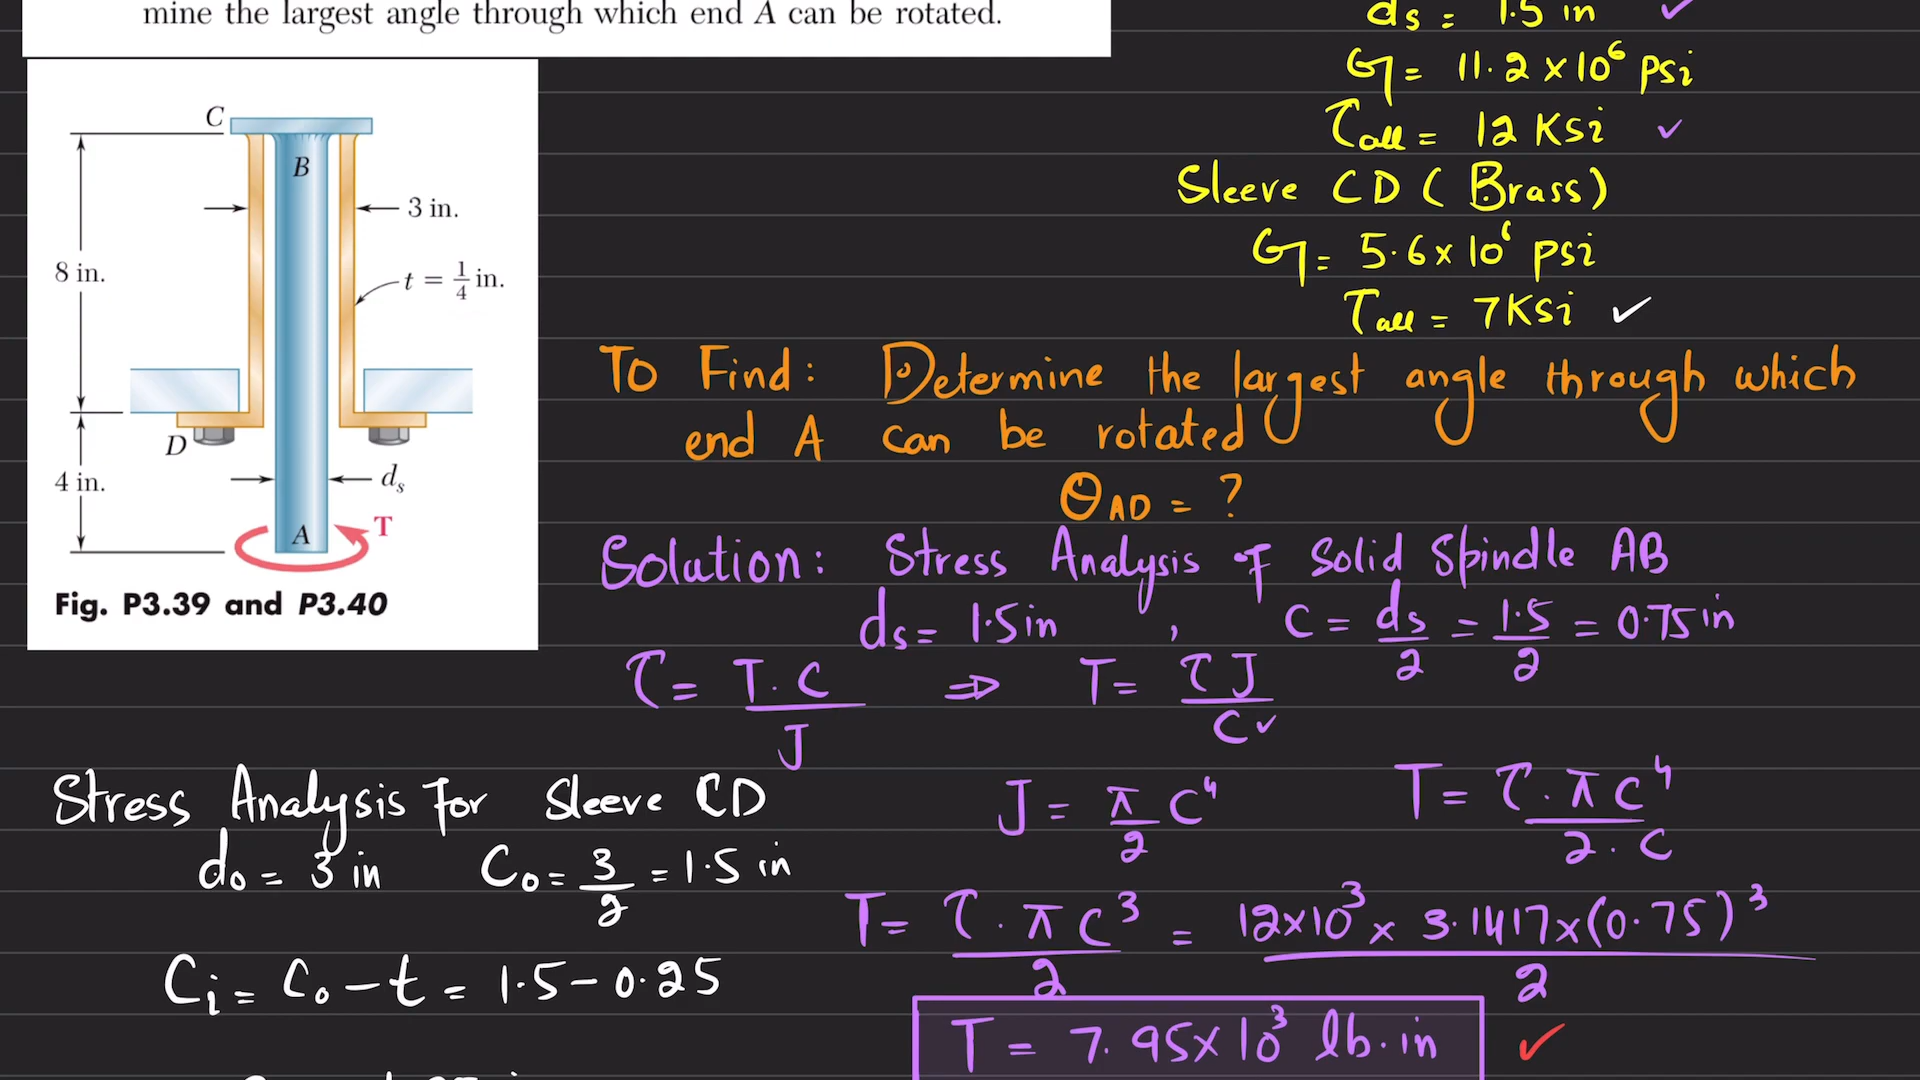 mine the largest angle through which end A can be rotated.
C
B
3 in.
8 in.
t = 1/4 in.
D
4 in.
d_s
A
T
Fig. P3.39 and P3.40
ds = 1.5 in ✓
G = 11.2 x 10^6 psi
τ all = 12 Ksi ✓
Sleeve CD ( Brass)
G = 5.6 x 10^6 psi
τ all = 7 Ksi ✓
To Find: Determine the largest angle through which
end A can be rotated
θ AD = ?
Solution: Stress Analysis of Solid Spindle AB
ds = 1.5 in , C = ds/2 = 1.5/2 = 0.75 in
τ = T.C/J ⇒ T = τJ/C ✓
J = π/2 C^4 T = τ.πC^4/2.C
T = τ.πC^3/2 = 12x10^3 x 3.1417x(0.75)^3/2
T = 7.95x10^3 lb.in ✓
Stress Analysis For Sleeve CD
do = 3 in Co = 3/2 = 1.5 in
Ci = Co - t = 1.5 - 0.25